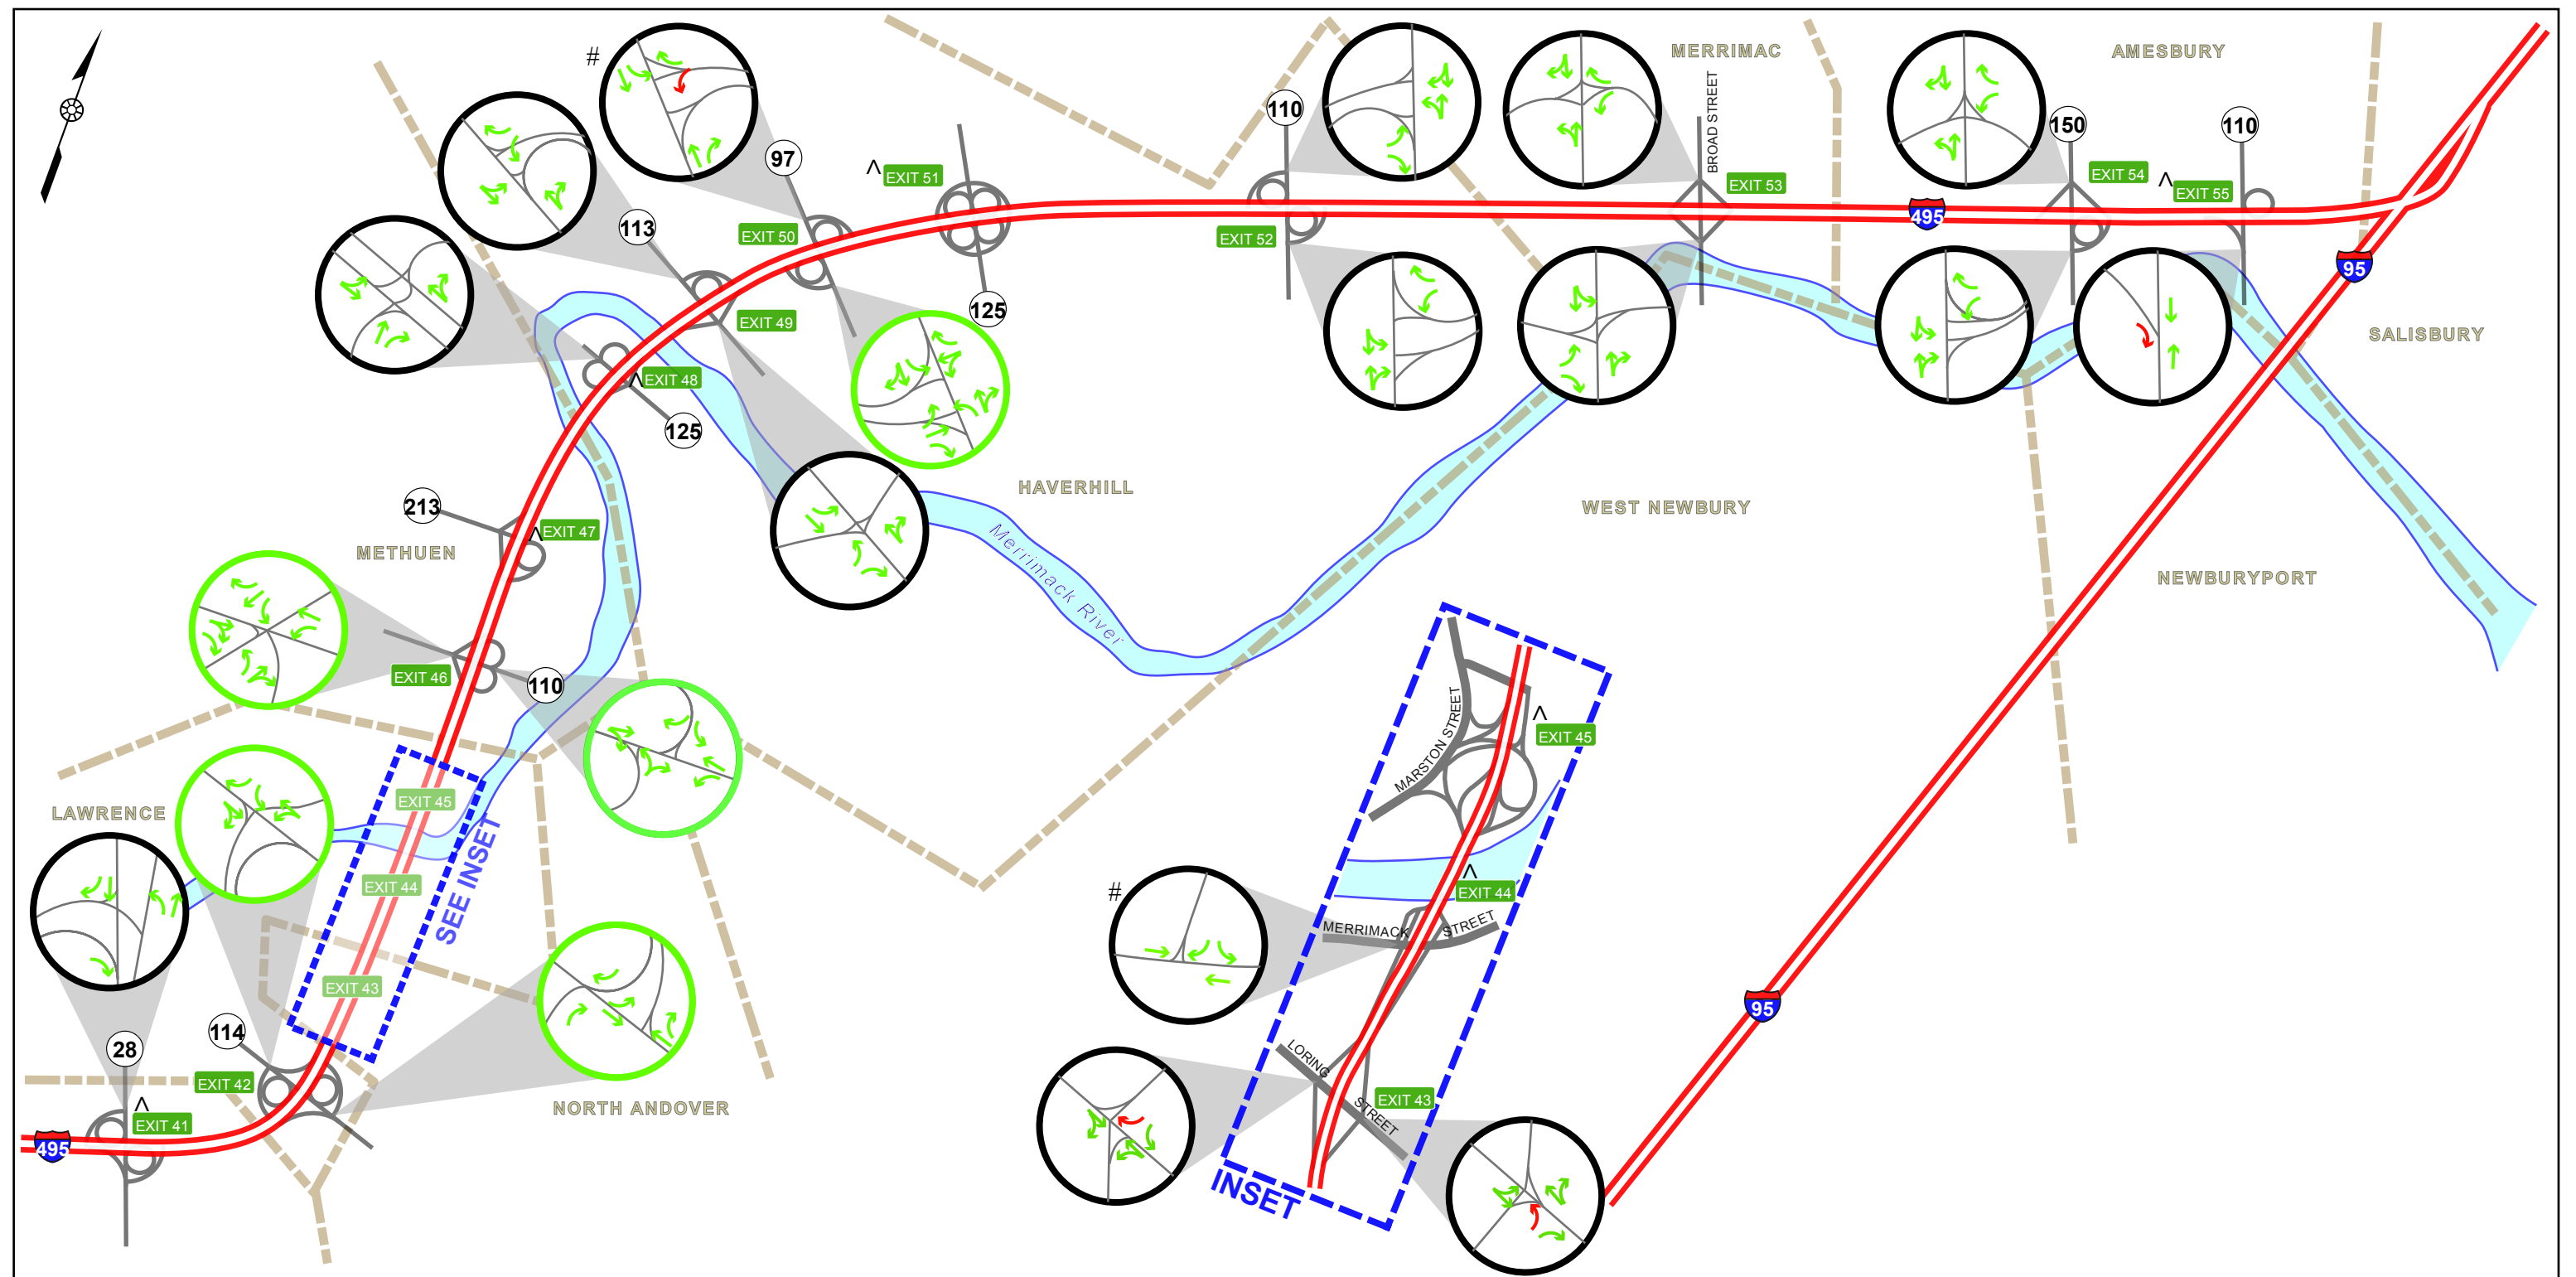 #
MERRIMAC
AMESBURY
BROAD STREET
110
150
110
97
^
EXIT 51
EXIT 54
^
EXIT 55
EXIT 53
113
EXIT 50
EXIT 52
495
95
125
EXIT 49
SALISBURY
^
EXIT 48
125
HAVERHILL
WEST NEWBURY
213
^
EXIT 47
METHUEN
Merrimack River
NEWBURYPORT
EXIT 46
110
MARSTON STREET
^
EXIT 45
LAWRENCE
EXIT 45
SEE INSET
EXIT 44
^
EXIT 44
#
MERRIMACK STREET
EXIT 43
95
114
28
LORING STREET
EXIT 42
EXIT 43
^
EXIT 41
NORTH ANDOVER
495
INSET